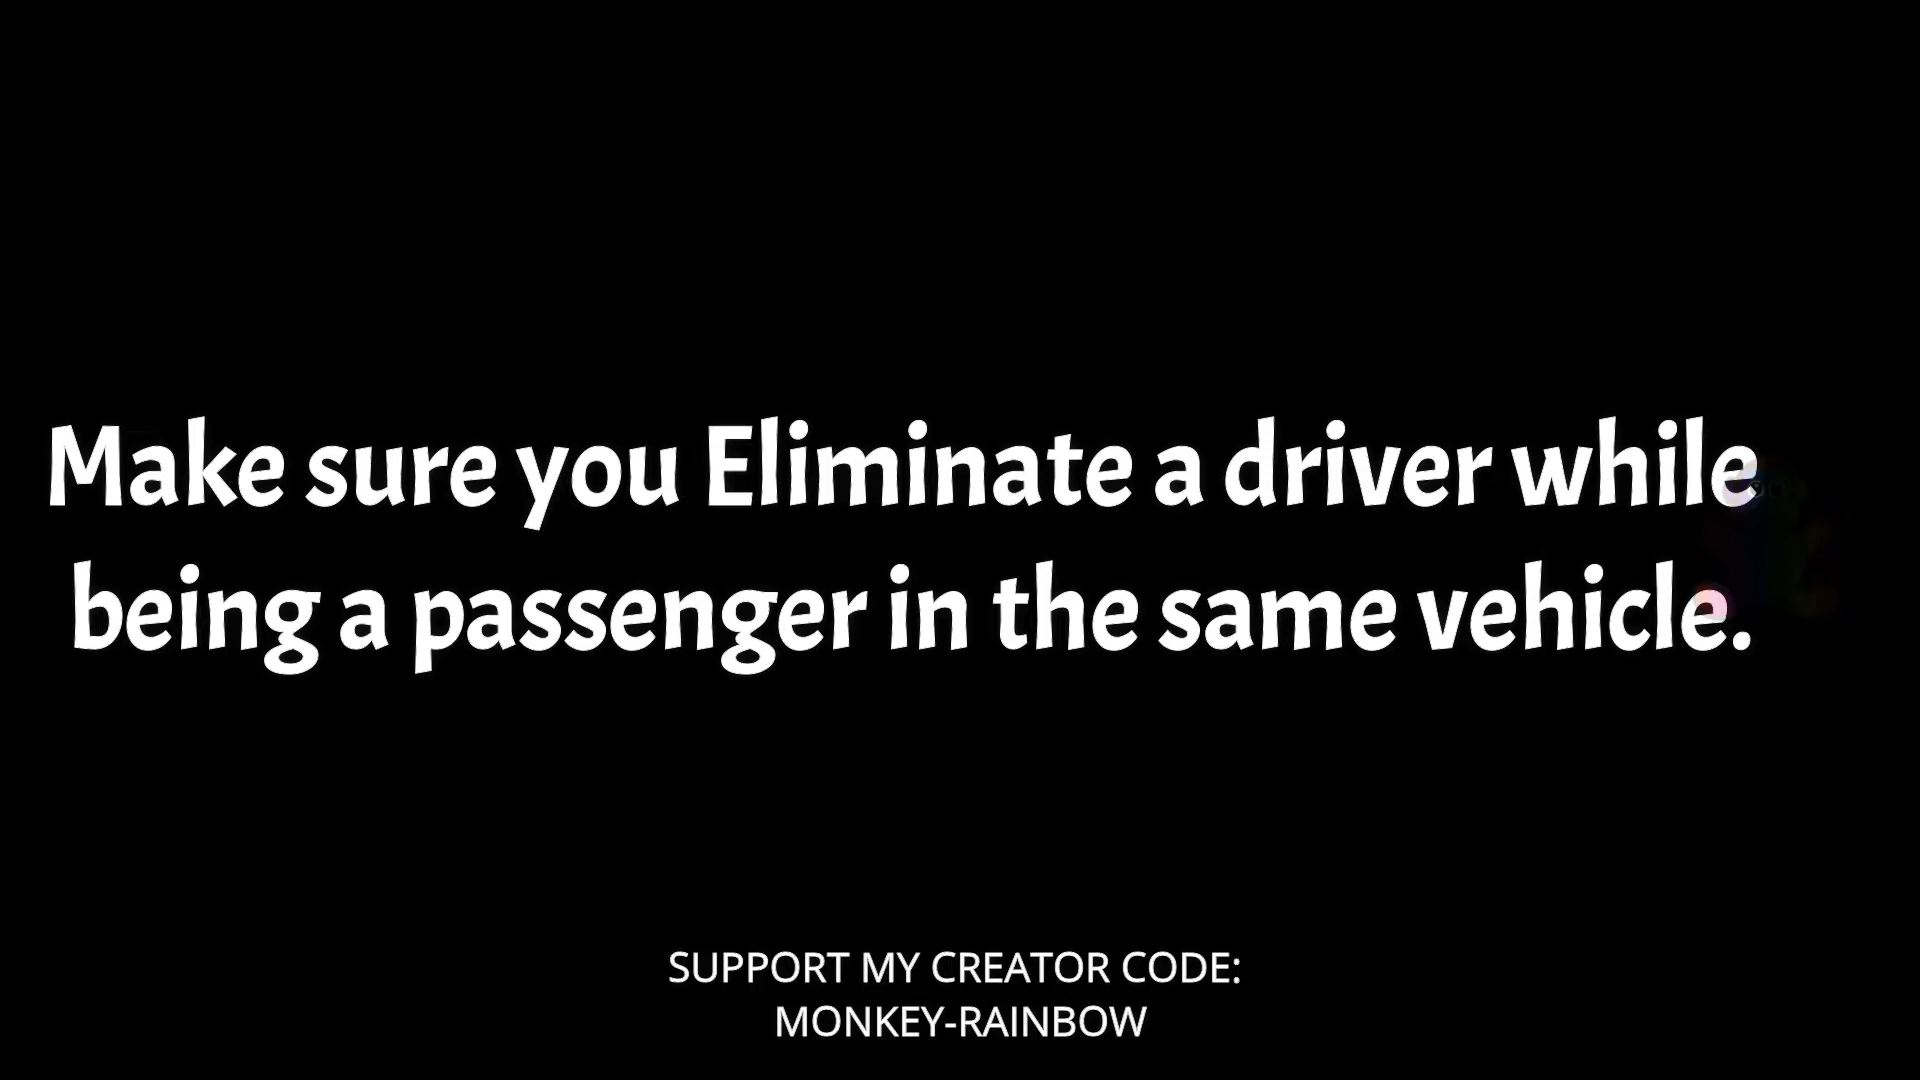 Make sure you Eliminate a driver while
being a passenger in the same vehicle.
SUPPORT MY CREATOR CODE:
MONKEY-RAINBOW